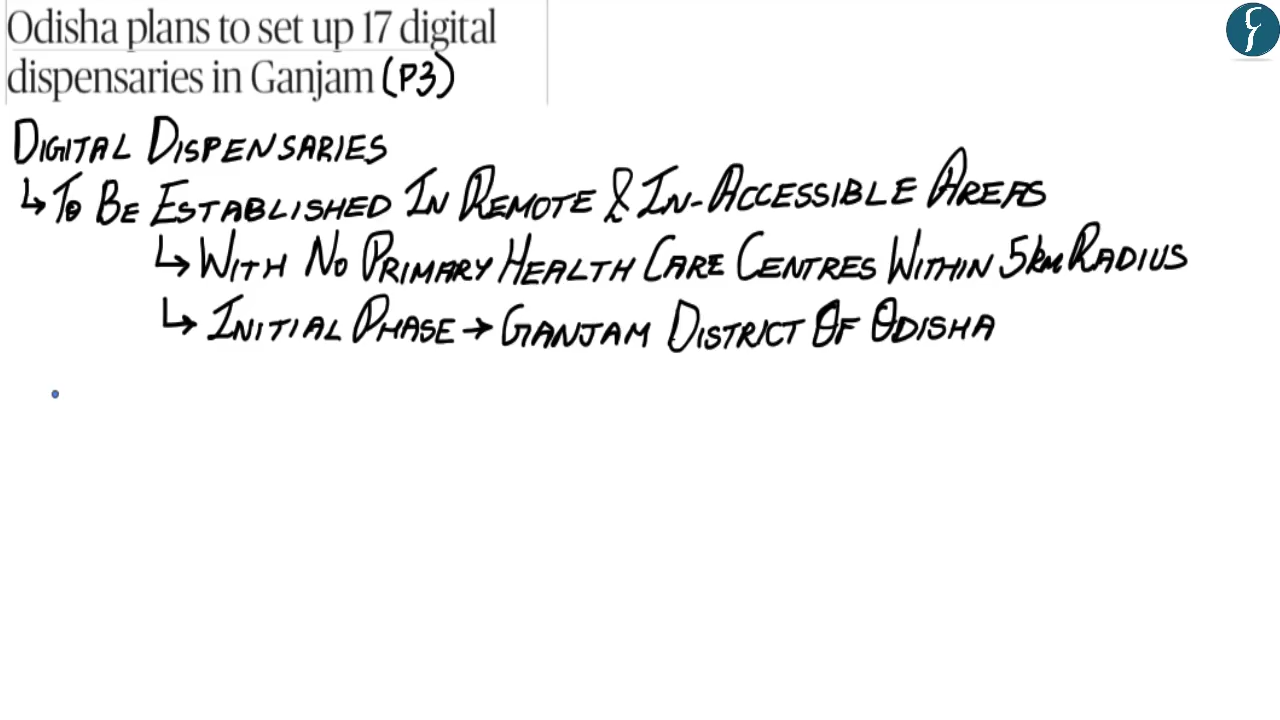 Odisha plans to set up 17 digital
dispensaries in Ganjam (P3)
DIGITAL DISPENSARIES
↳ TO BE ESTABLISHED IN REMOTE & IN-ACCESSIBLE AREAS
↳ WITH NO PRIMARY HEALTH CARE CENTRES WITHIN 5km RADIUS
↳ INITIAL PHASE → GANJAM DISTRICT OF ODISHA